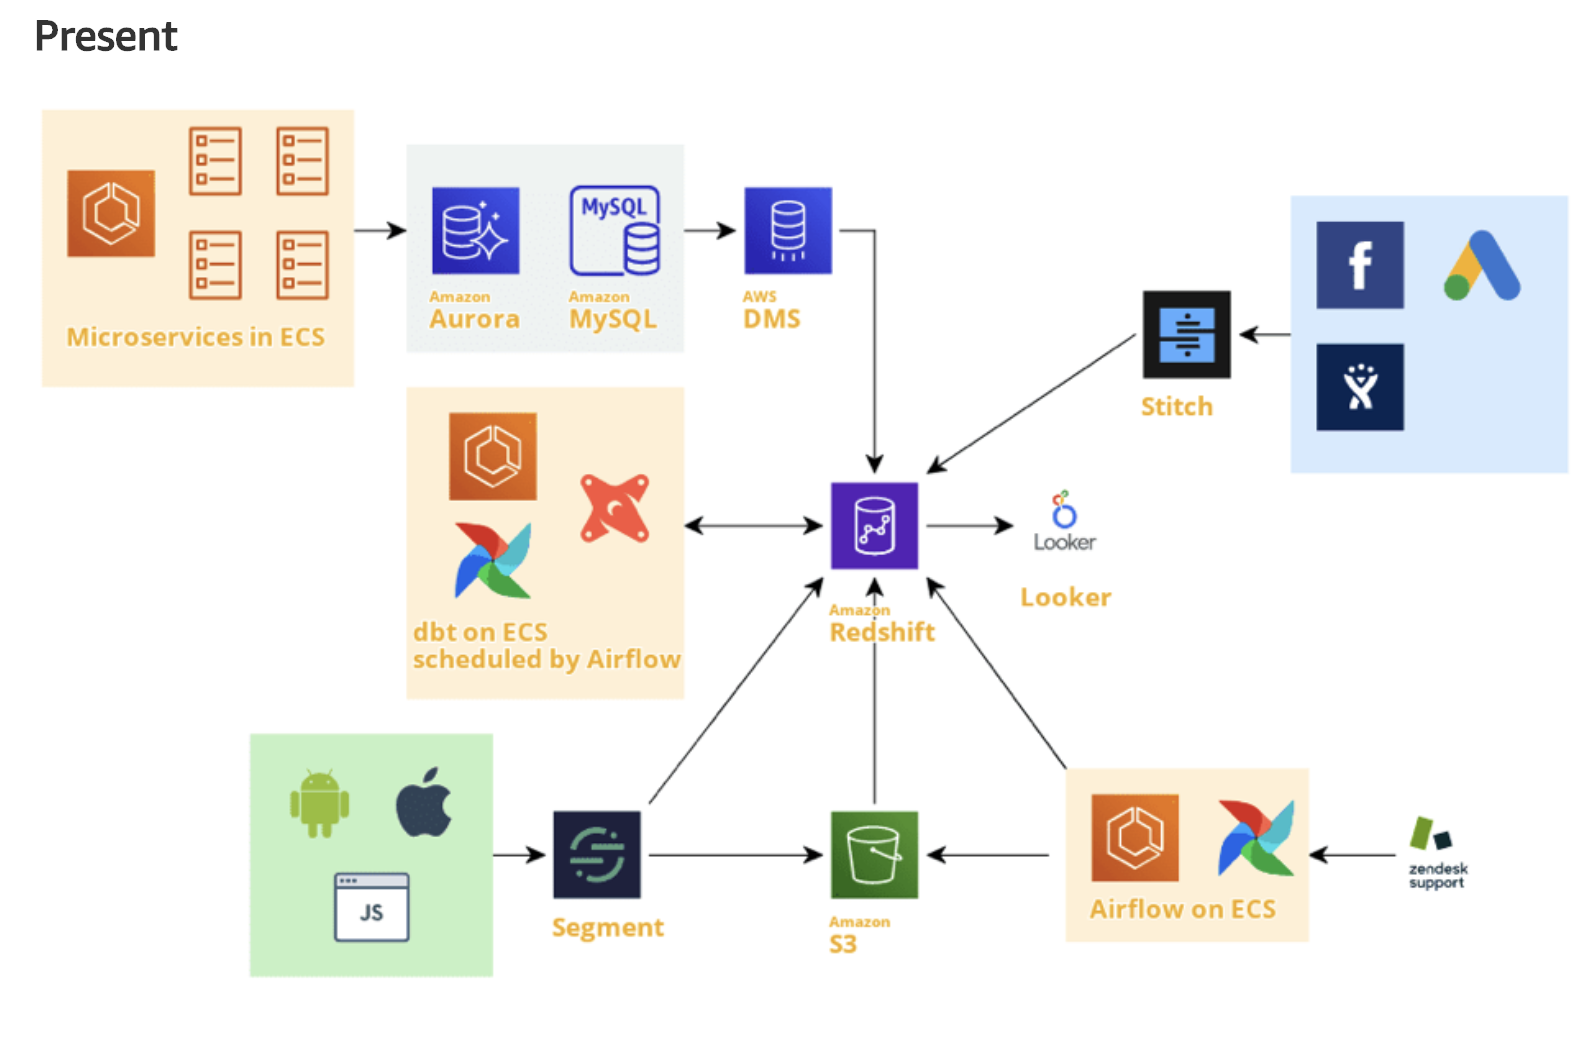 Present
MySQL
Amazon
Aurora
Amazon
MySQL
AWS
DMS
Microservices in ECS
f
Stitch
Looker
Looker
Amazon
Redshift
dbt on ECS
scheduled by Airflow
JS
Segment
Amazon
S3
Airflow on ECS
zendesk
support